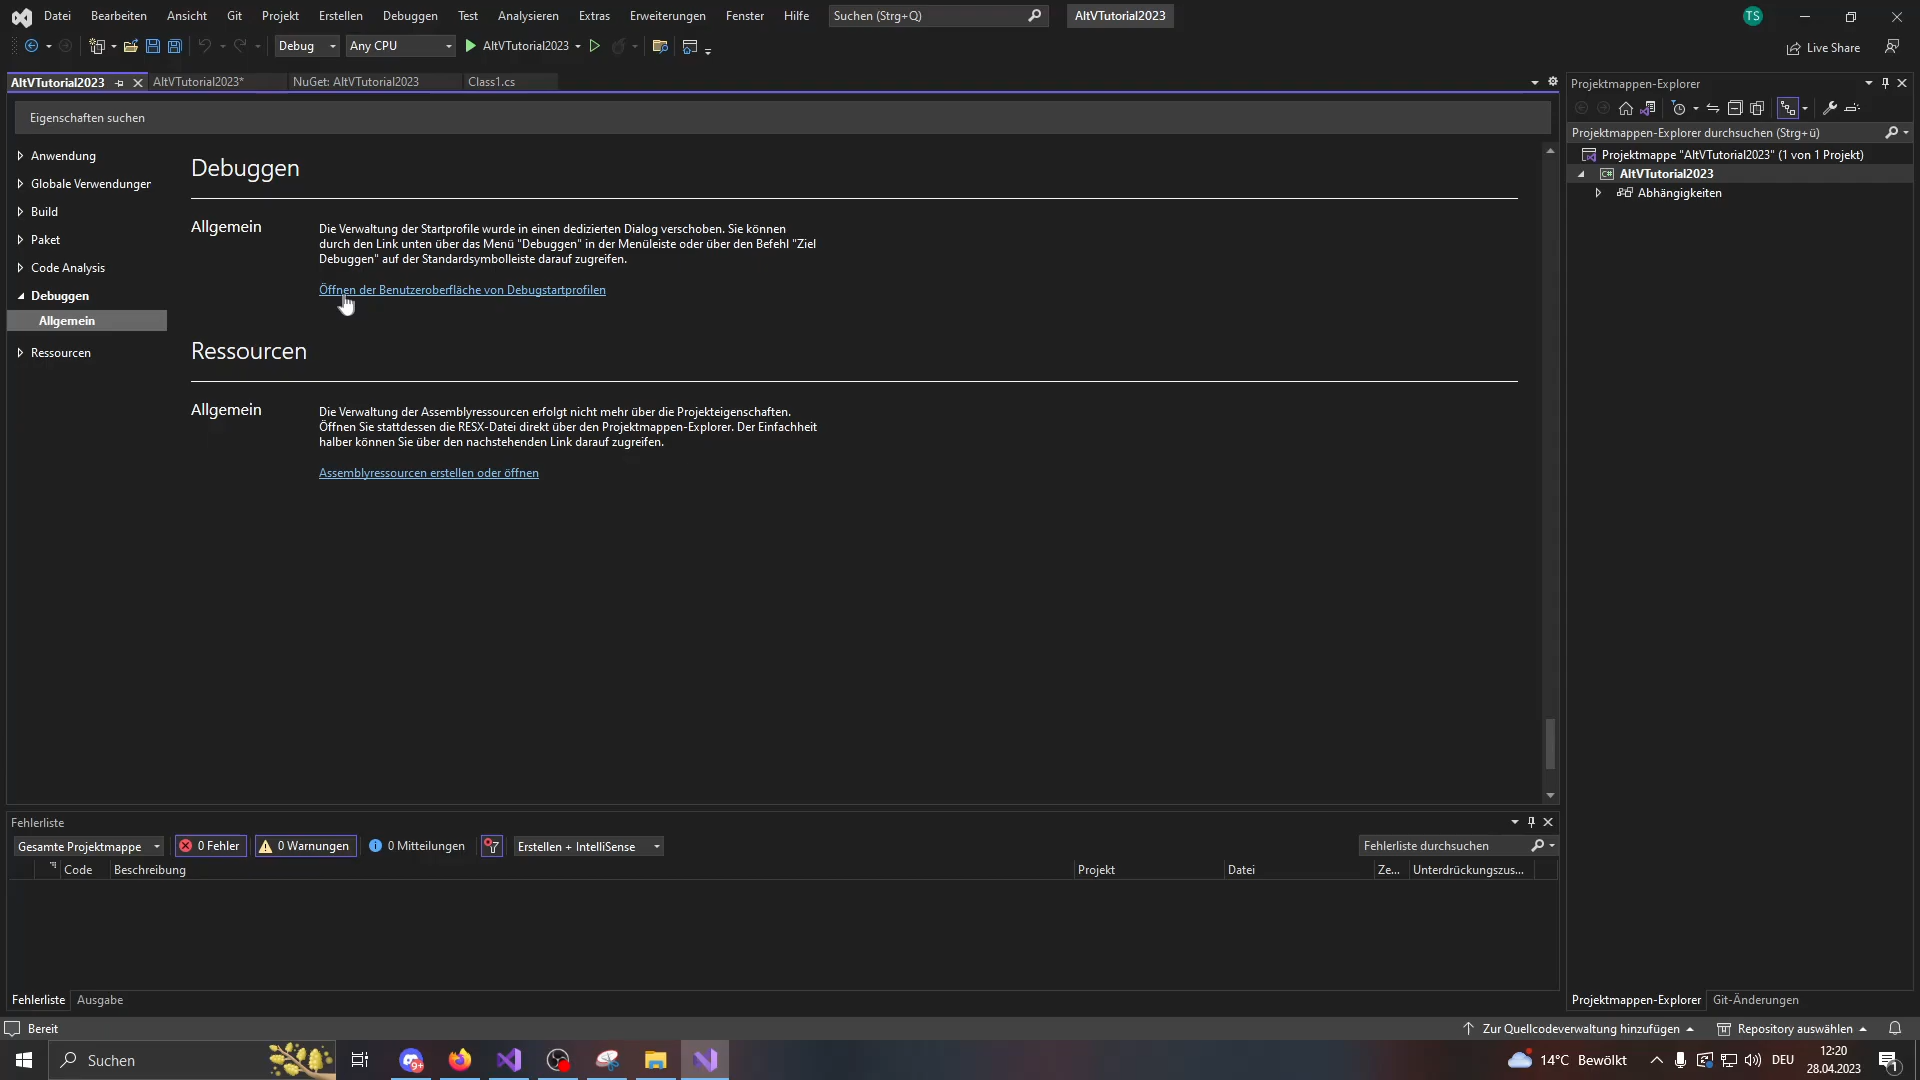 Datei Bearbeiten Ansicht Git Projekt Erstellen Debuggen Test Analysieren Extras Erweiterungen Fenster Hilfe Suchen (Strg+Q) AltVTutorial2023 TS
Debug Any CPU AltVTutorial2023 Live Share
AltVTutorial2023 AltVTutorial2023* NuGet: AltVTutorial2023 Class1.cs
Eigenschaften suchen
Anwendung
Globale Verwendungen
Build
Paket
Code Analysis
Debuggen
Allgemein
Ressourcen
Debuggen
Allgemein
Die Verwaltung der Startprofile wurde in einen dedizierten Dialog verschoben. Sie können
durch den Link unten über das Menü "Debuggen" in der Menüleiste oder über den Befehl "Ziel
Debuggen" auf der Standardsymbolleiste darauf zugreifen.
Öffnen der Benutzeroberfläche von Debugstartprofilen
Ressourcen
Allgemein
Die Verwaltung der Assemblyressourcen erfolgt nicht mehr über die Projekteigenschaften.
Öffnen Sie stattdessen die RESX-Datei direkt über den Projektmappen-Explorer. Der Einfachheit
halber können Sie über den nachstehenden Link darauf zugreifen.
Assemblyressourcen erstellen oder öffnen
Projektmappen-Explorer
Projektmappen-Explorer durchsuchen (Strg+ü)
Projektmappe "AltVTutorial2023" (1 von 1 Projekt)
C# AltVTutorial2023
Abhängigkeiten
Fehlerliste
Gesamte Projektmappe 0 Fehler 0 Warnungen 0 Mitteilungen Erstellen + IntelliSense Fehlerliste durchsuchen
Code Beschreibung Projekt Datei Ze... Unterdrückungszus...
Fehlerliste Ausgabe
Projektmappen-Explorer Git-Änderungen
Bereit Zur Quellcodeverwaltung hinzufügen Repository auswählen
Suchen 9+ 14°C Bewölkt DEU 12:20
28.04.2023 1